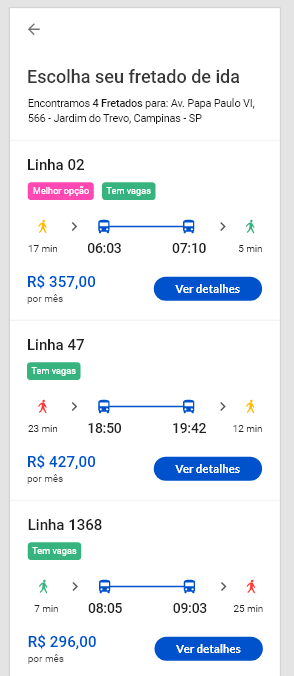 Escolha seu fretado de ida
Encontramos 4 Fretados para: Av. Papa Paulo VI,
566 - Jardim do Trevo, Campinas - SP
Linha 02
Melhor opção Tem vagas
17 min 06:03 07:10 5 min
R$ 357,00
por mês
Ver detalhes
Linha 47
Tem vagas
23 min 18:50 19:42 12 min
R$ 427,00
por mês
Ver detalhes
Linha 1368
Tem vagas
7 min 08:05 09:03 25 min
R$ 296,00
por mês
Ver detalhes